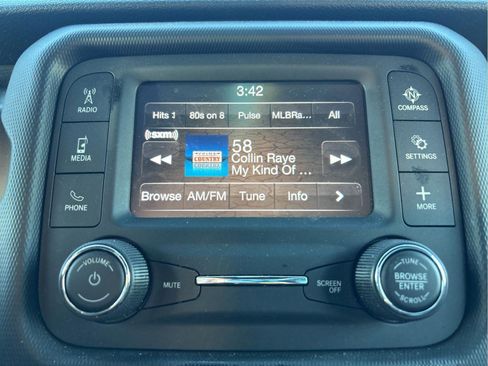 3:42
Hits 1 80s on 8 Pulse MLBRa... All
((sxm))
58
COUNTRY
Collin Raye
My Kind Of ...
Browse AM/FM Tune Info >
RADIO
MEDIA
PHONE
COMPASS
SETTINGS
MORE
VOLUME
MUTE
SCREEN
OFF
TUNE
BROWSE
ENTER
SCROLL